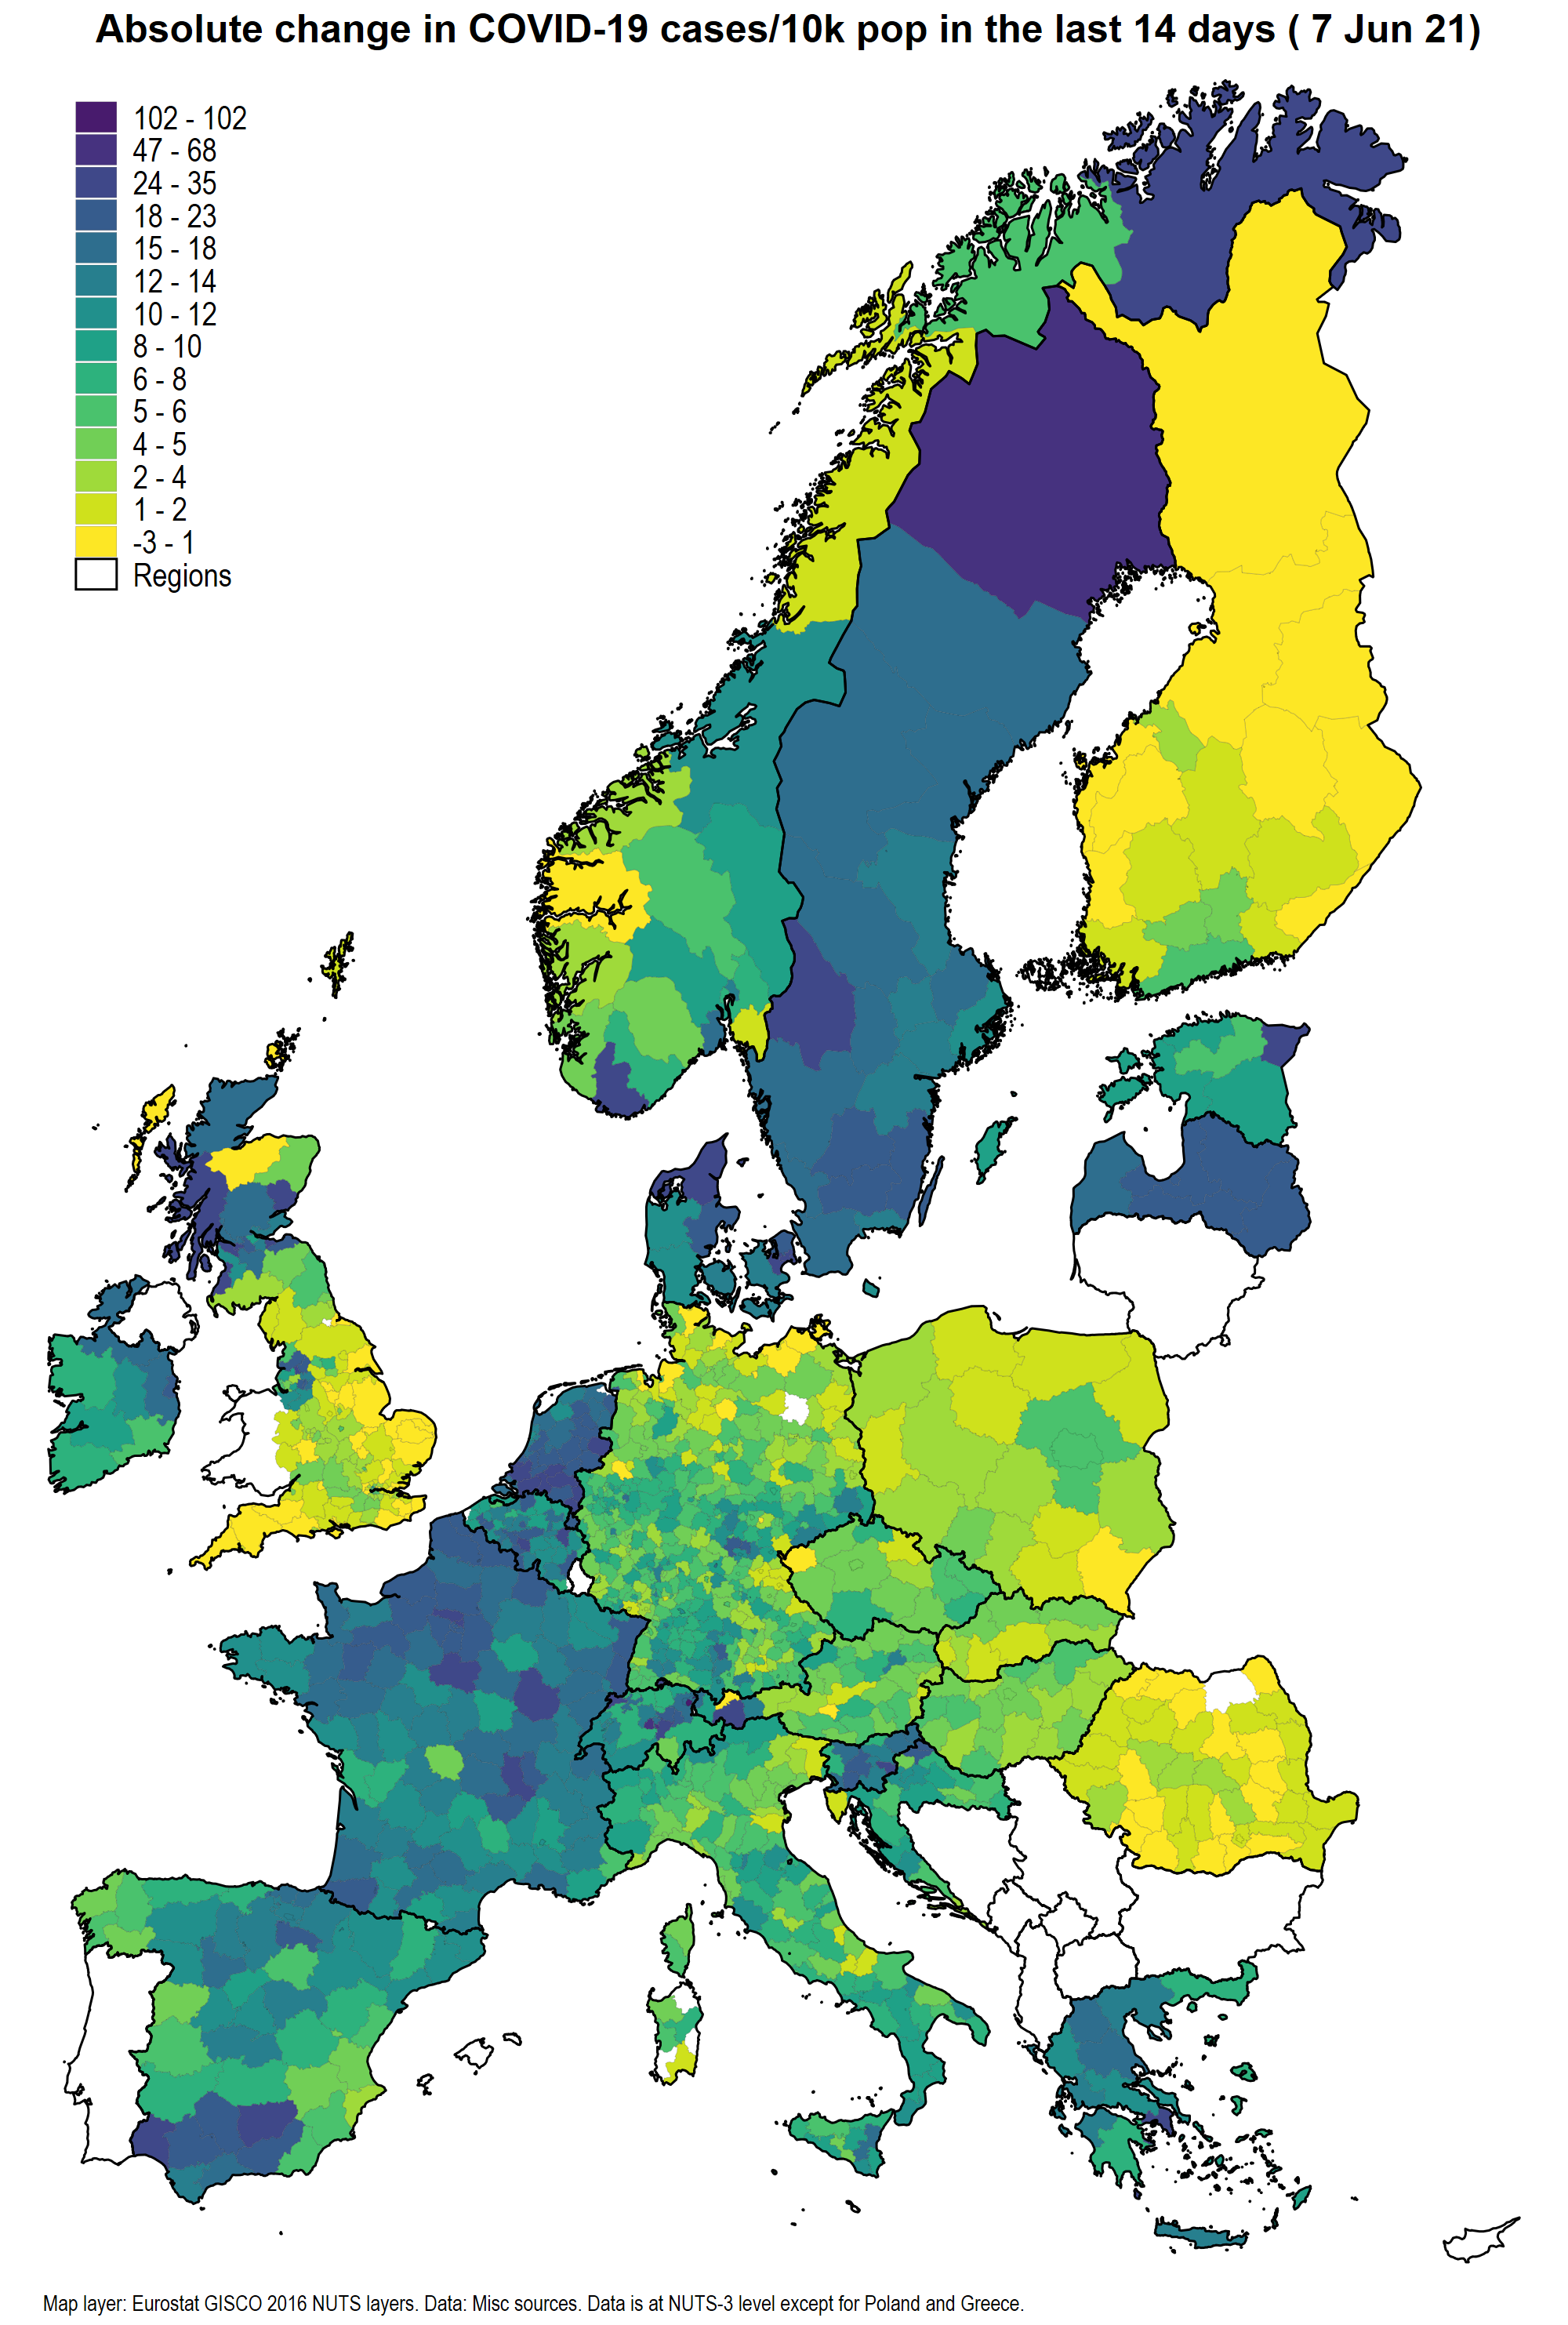 Absolute change in COVID-19 cases/10k pop in the last 14 days ( 7 Jun 21)
102 - 102
47 - 68
24 - 35
18 - 23
15 - 18
12 - 14
10 - 12
8 - 10
6 - 8
5 - 6
4 - 5
2 - 4
1 - 2
-3 - 1
Regions
Map layer: Eurostat GISCO 2016 NUTS layers. Data: Misc sources. Data is at NUTS-3 level except for Poland and Greece.